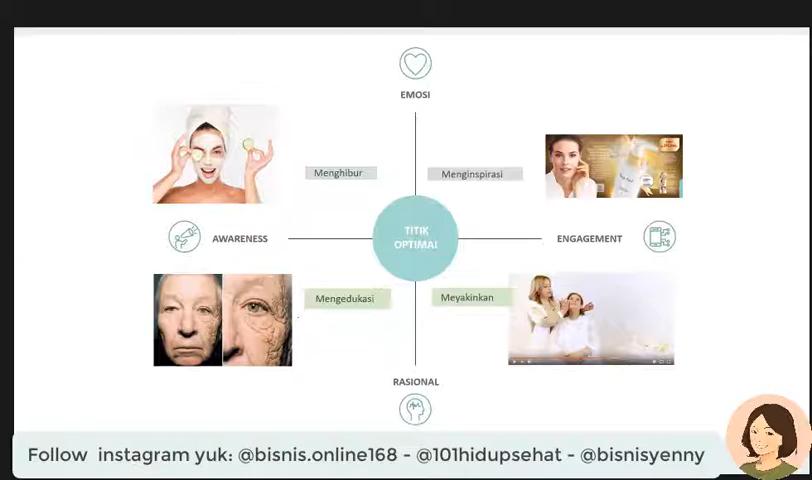 EMOSI
Menghibur
Menginspirasi
AWARENESS
TITIK
OPTIMAL
ENGAGEMENT
Mengedukasi
Meyakinkan
RASIONAL
Follow instagram yuk: @bisnis.online168 - @101hidupsehat - @bisnisyenny